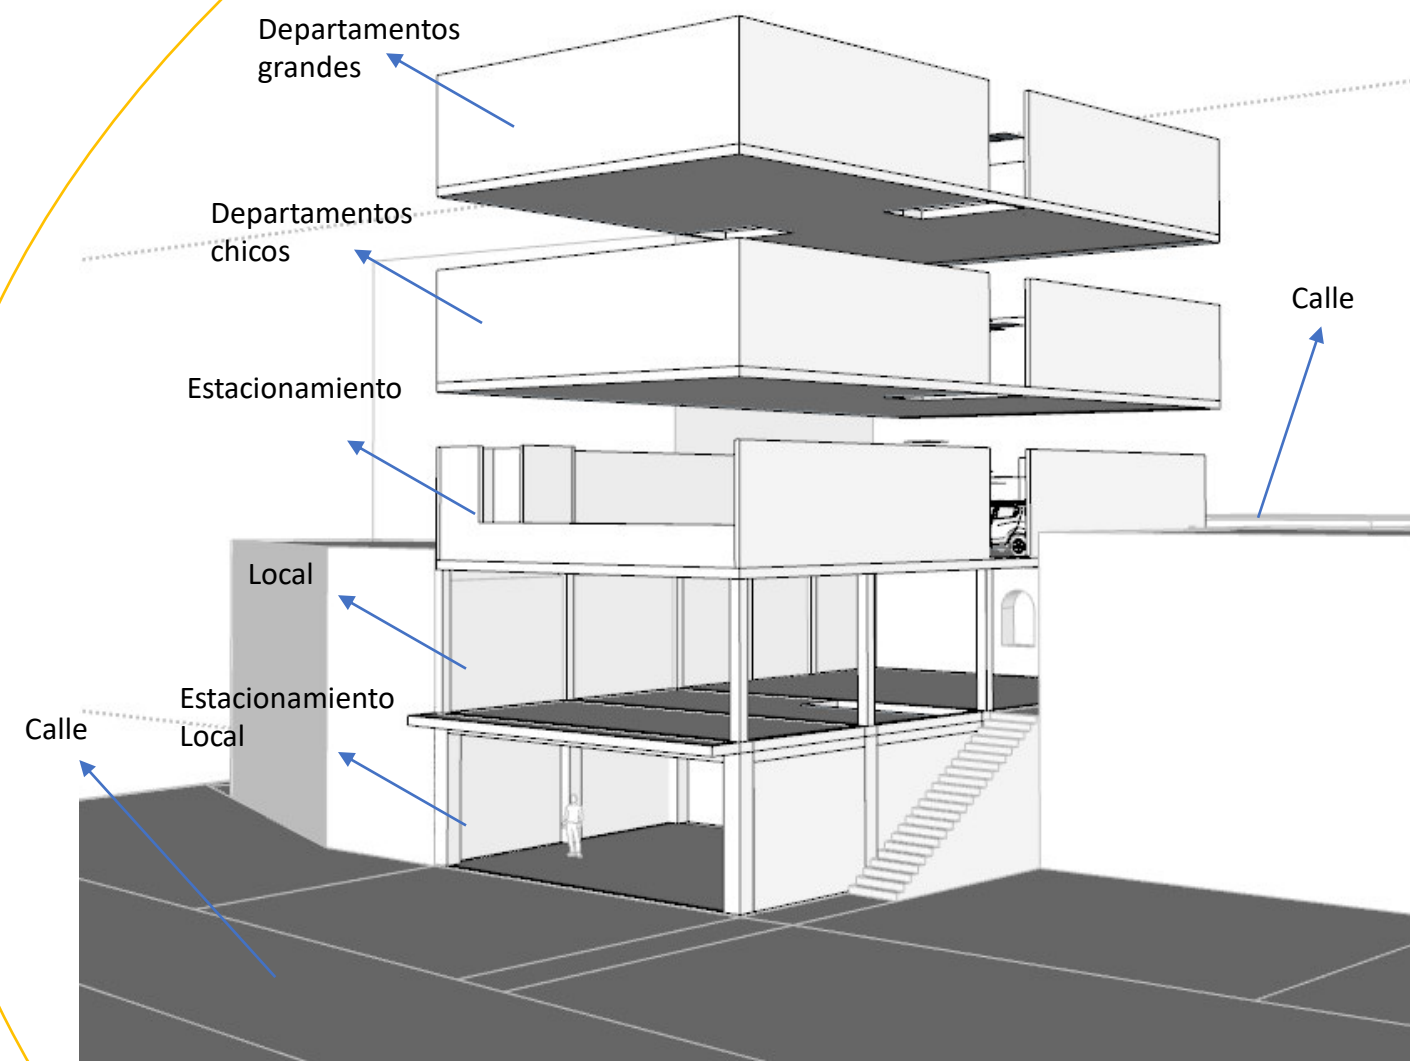 Departamentos
grandes
Departamentos
chicos
Calle
Estacionamiento
Local
Estacionamiento
Local
Calle